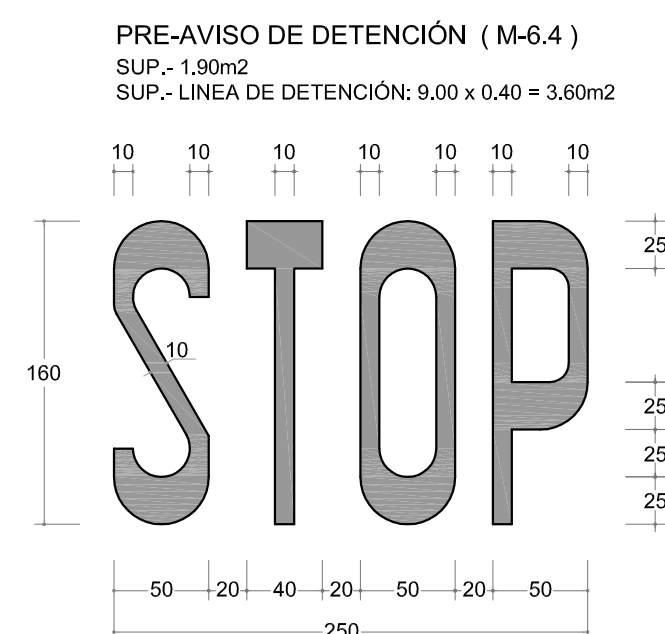 PRE-AVISO DE DETENCIÓN ( M-6.4 )
SUP.- 1.90m2
SUP.- LINEA DE DETENCIÓN: 9.00 x 0.40 = 3.60m2
10 10 10 10 10 10 10
STOP
25
10
160
25
25
25
50 20 40 20 50 20 50
250